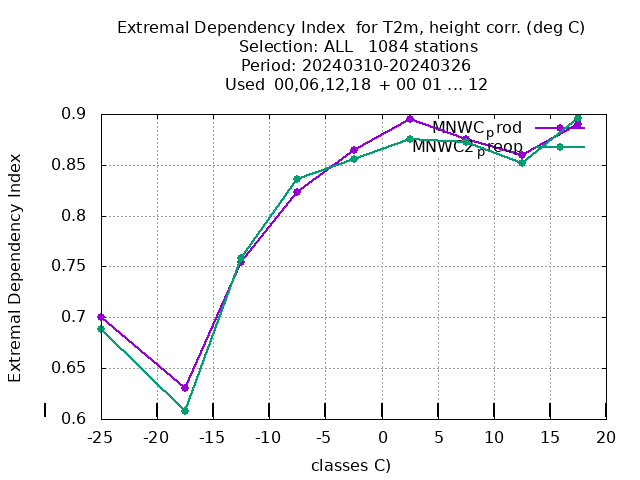 Extremal Dependency Index  for T2m, height corr. (deg C)
Selection: ALL   1084 stations
Period: 20240310-20240326
Used  00,06,12,18 + 00 01 ... 12
Extremal Dependency Index
0.9
0.85
0.8
0.75
0.7
0.65
0.6
MNWCprod
MNWC2preop
-25 -20 -15 -10 -5 0 5 10 15 20
classes C)